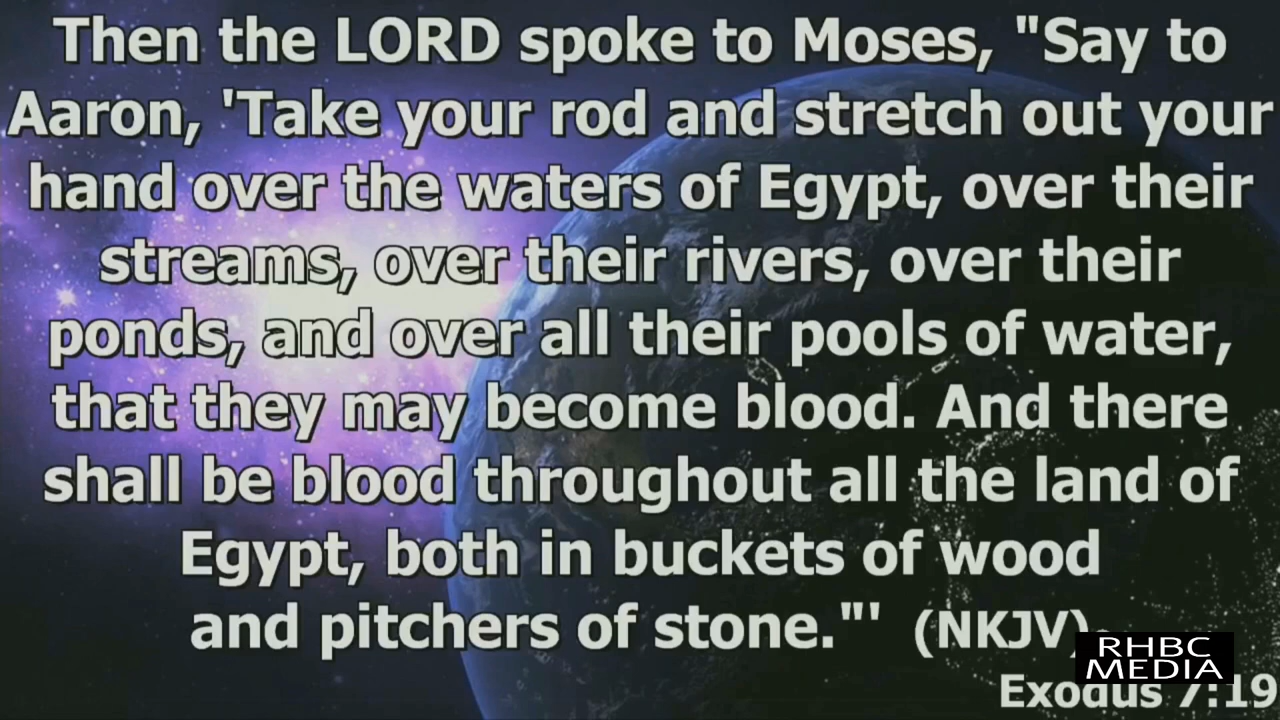 Then the LORD spoke to Moses, "Say to
Aaron, 'Take your rod and stretch out your
hand over the waters of Egypt, over their
streams, over their rivers, over their
ponds, and over all their pools of water,
that they may become blood. And there
shall be blood throughout all the land of
Egypt, both in buckets of wood
and pitchers of stone."' (NKJV)
RHBC
MEDIA
Exodus 7:19